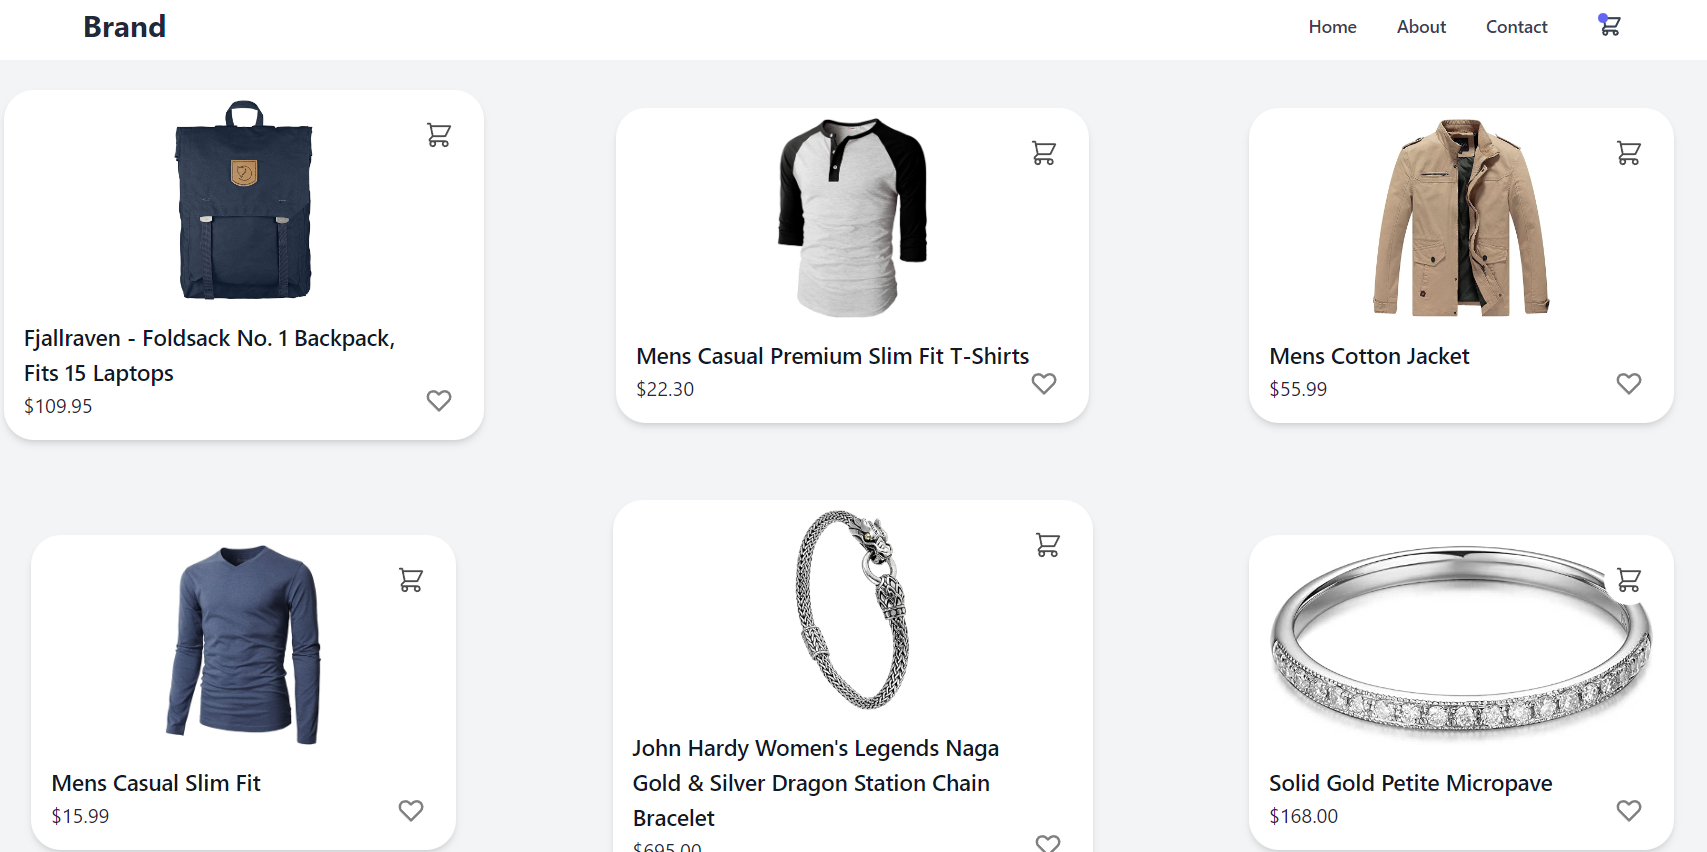 Brand
Home
About
Contact
Fjallraven - Foldsack No. 1 Backpack,
Fits 15 Laptops
$109.95
Mens Casual Premium Slim Fit T-Shirts
$22.30
Mens Cotton Jacket
$55.99
Mens Casual Slim Fit
$15.99
John Hardy Women's Legends Naga
Gold & Silver Dragon Station Chain
Bracelet
$695.00
Solid Gold Petite Micropave
$168.00